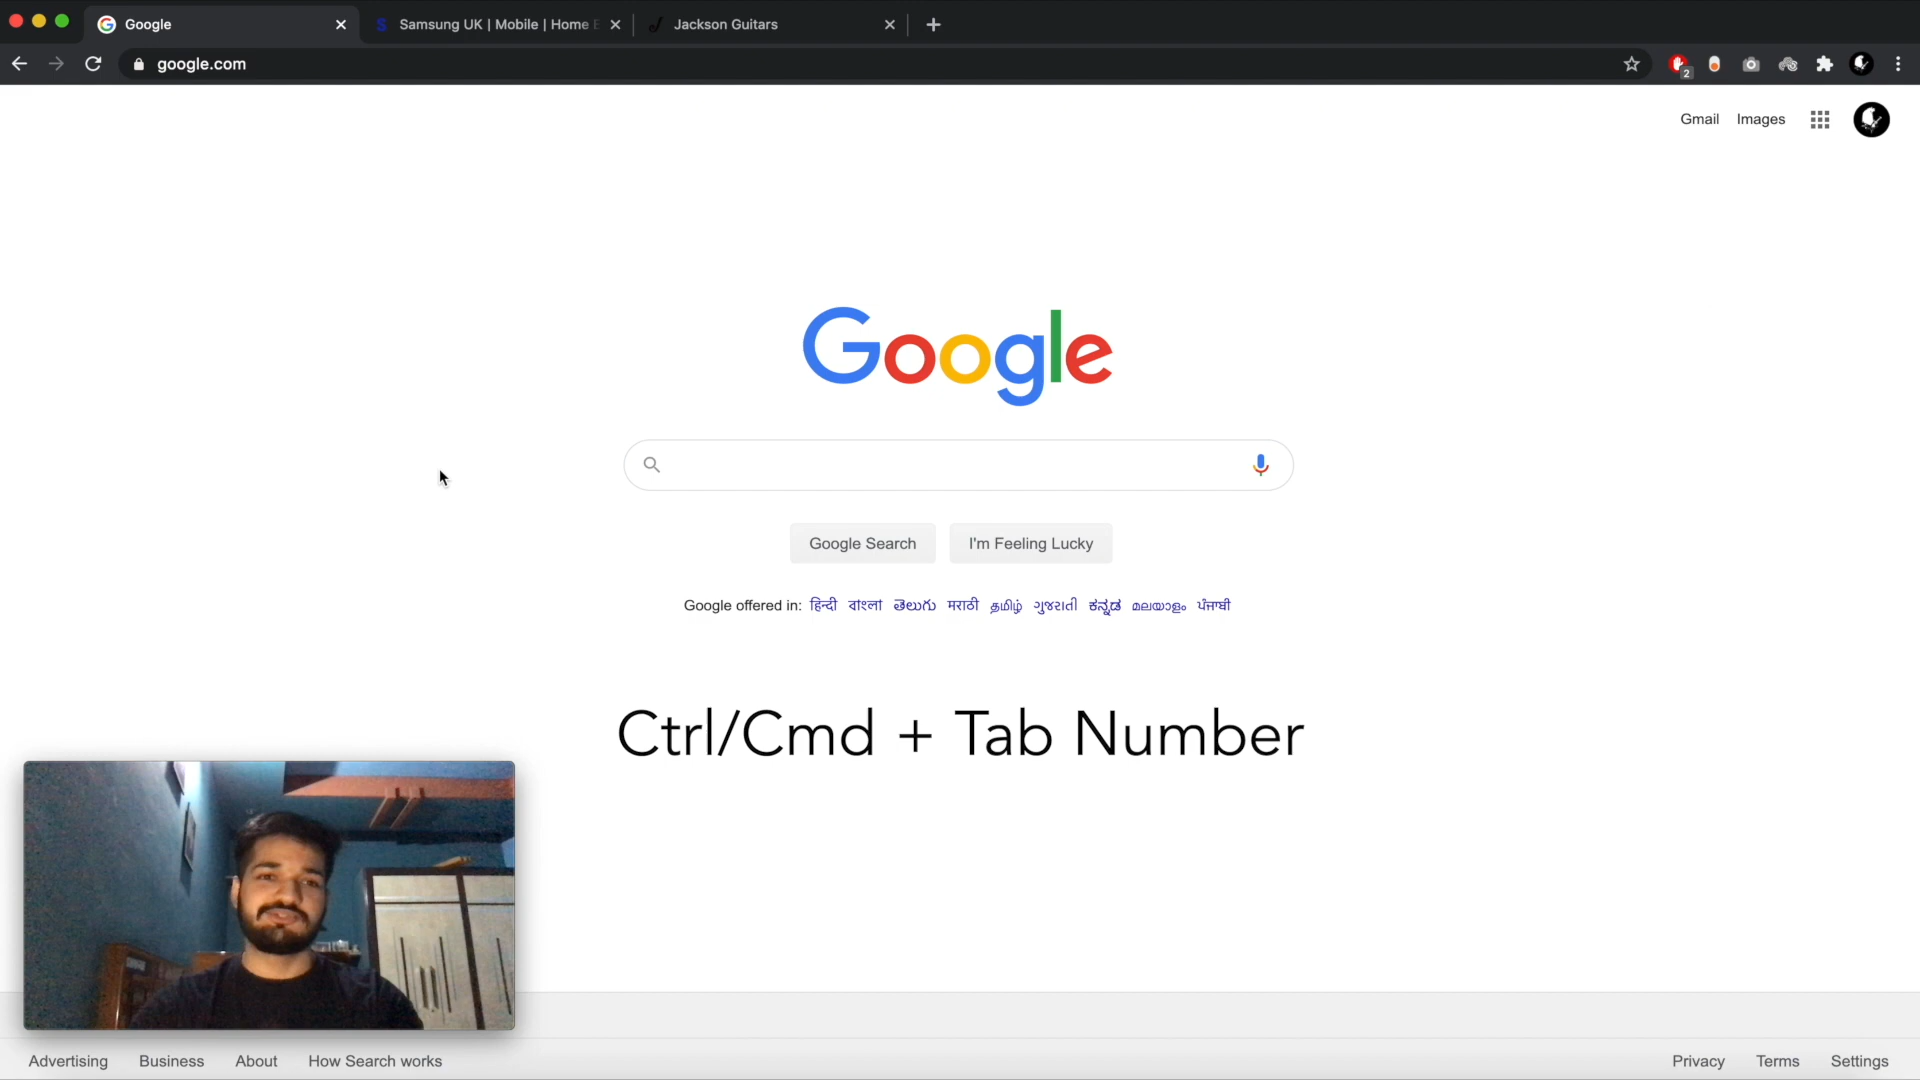 Google
Samsung UK | Mobile | Home E
Jackson Guitars
google.com
2
Gmail Images
Google
Google Search I'm Feeling Lucky
Google offered in: हिन्दी বাংলা తెలుగు मराठी தமிழ் ગુજરાતી ಕನ್ನಡ മലയാളം ਪੰਜਾਬੀ
Ctrl/Cmd + Tab Number
Advertising Business About How Search works Privacy Terms Settings